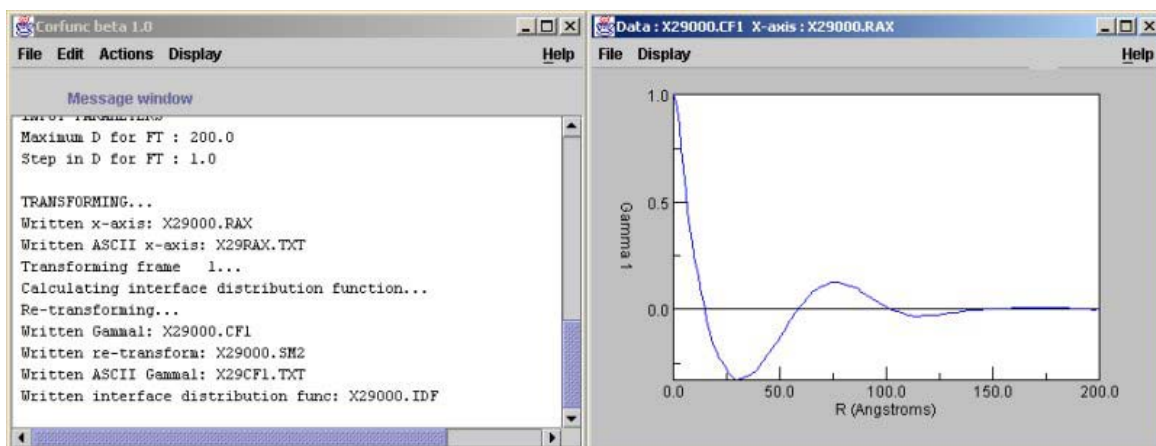 Corfunc beta 1.0
File Edit Actions Display Help
Message window
INPUT PARAMETERS
Maximum D for FT : 200.0
Step in D for FT : 1.0
TRANSFORMING...
Written x-axis: X29000.RAX
Written ASCII x-axis: X29RAX.TXT
Transforming frame 1...
Calculating interface distribution function...
Re-transforming...
Written Gamma1: X29000.CF1
Written re-transform: X29000.SM2
Written ASCII Gamma1: X29CF1.TXT
Written interface distribution func: X29000.IDF
Data : X29000.CF1 X-axis : X29000.RAX
File Display Help
1.0
0.5
0.0
Gamma 1
0.0 50.0 100.0 150.0 200.0
R (Angstroms)